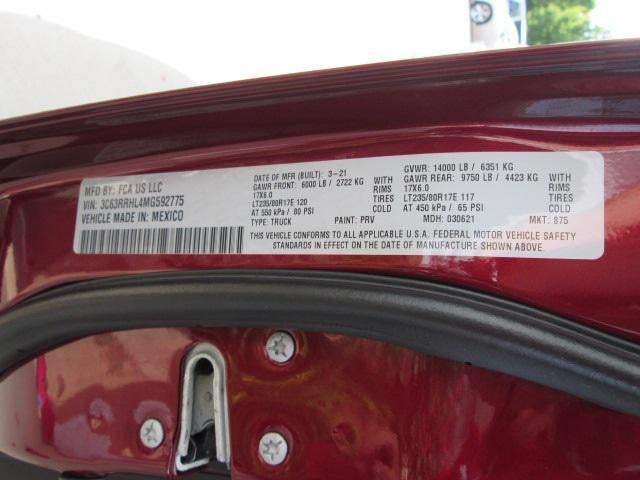 MFD BY: FCA US LLC
VIN: 3C63RRHL4MG592775
VEHICLE MADE IN: MEXICO
DATE OF MFR (BUILT): 3-21
GAWR FRONT: 6000 LB / 2722 KG
17X6.0
LT235/80R17E 120 TIRES
AT 550 kPa / 80 PSI COLD
TYPE: TRUCK PAINT: PRV
GVWR: 14000 LB / 6351 KG
GAWR REAR: 9750 LB / 4423 KG
17X6.0
LT235/80R17E 117 TIRES
AT 450 kPa / 65 PSI COLD
MDH: 030621 MKT: 875
THIS VEHICLE CONFORMS TO ALL APPLICABLE U.S.A. FEDERAL MOTOR VEHICLE SAFETY
STANDARDS IN EFFECT ON THE DATE OF MANUFACTURE SHOWN ABOVE.